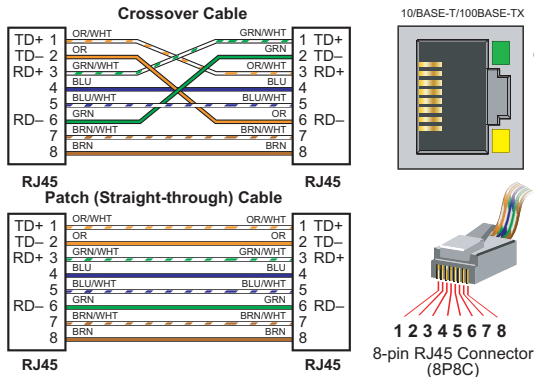 Crossover Cable
TD+ 1 OR/WHT GRN/WHT 1 TD+
TD– 2 OR GRN 2 TD–
RD+ 3 GRN/WHT OR/WHT 3 RD+
4 BLU BLU 4
5 BLU/WHT BLU/WHT 5
RD– 6 GRN OR 6 RD–
7 BRN/WHT BRN/WHT 7
8 BRN BRN 8
RJ45 RJ45
Patch (Straight-through) Cable
TD+ 1 OR/WHT OR/WHT 1 TD+
TD– 2 OR OR 2 TD–
RD+ 3 GRN/WHT GRN/WHT 3 RD+
4 BLU BLU 4
5 BLU/WHT BLU/WHT 5
RD– 6 GRN GRN 6 RD–
7 BRN/WHT BRN/WHT 7
8 BRN BRN 8
RJ45 RJ45
10/BASE-T/100BASE-TX
1 2 3 4 5 6 7 8
8-pin RJ45 Connector
(8P8C)